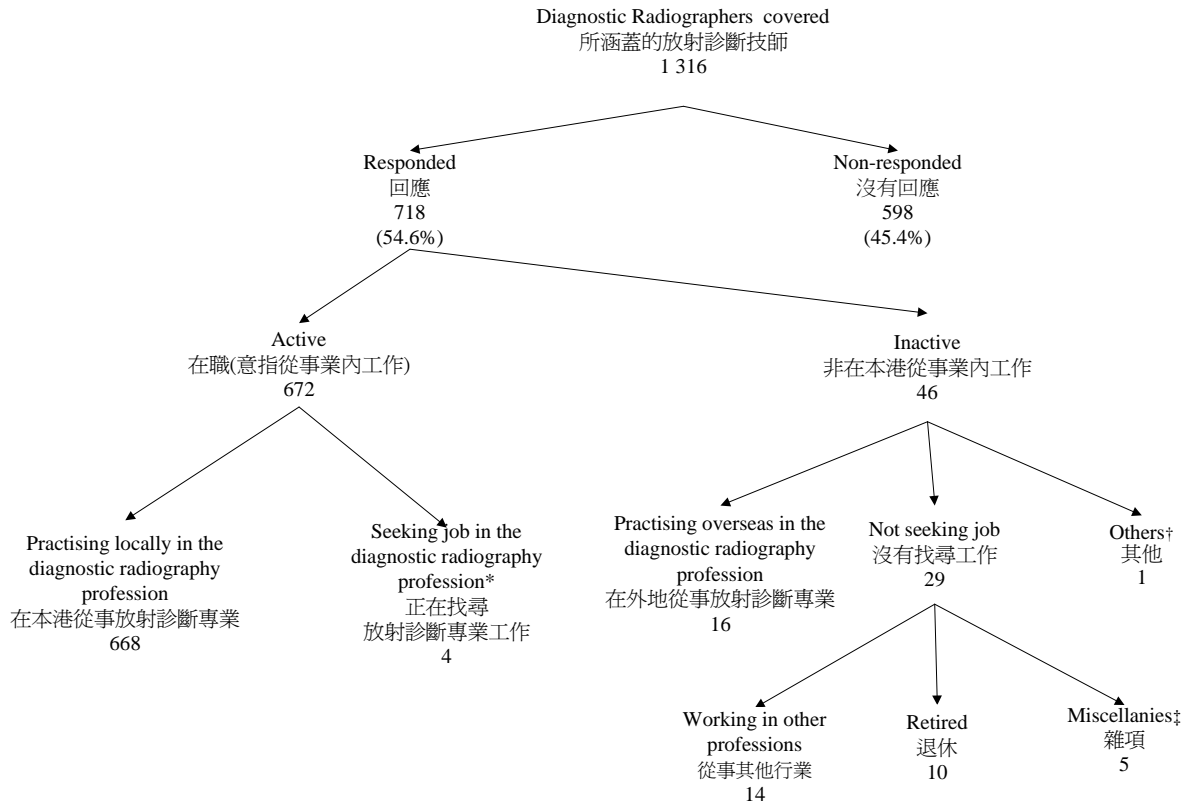 Diagnostic Radiographers covered
所涵蓋的放射診斷技師
1 316
Responded
回應
718
(54.6%)
Non-responded
沒有回應
598
(45.4%)
Active
在職(意指從事業內工作)
672
Inactive
非在本港從事業內工作
46
Practising locally in the
diagnostic radiography
profession
在本港從事放射診斷專業
668
Seeking job in the
diagnostic radiography
profession*
正在找尋
放射診斷專業工作
4
Practising overseas in the
diagnostic radiography
profession
在外地從事放射診斷專業
16
Not seeking job
沒有找尋工作
29
Others†
其他
1
Working in other
professions
從事其他行業
14
Retired
退休
10
Miscellanies‡
雜項
5